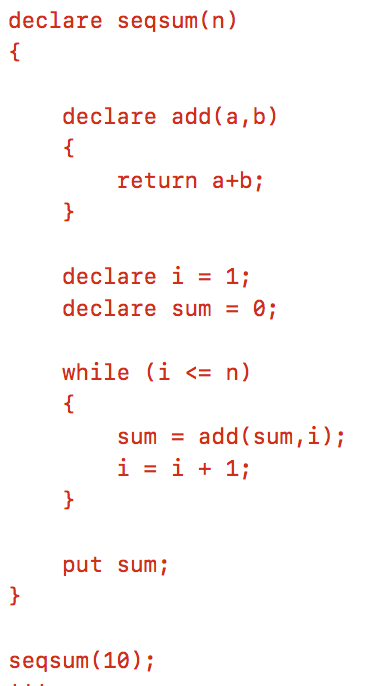 declare seqsum(n)
{
declare add(a,b)
{
return a+b;
}
declare i = 1;
declare sum = 0;
while (i <= n)
{
sum = add(sum,i);
i = i + 1;
}
put sum;
}
seqsum(10);
...